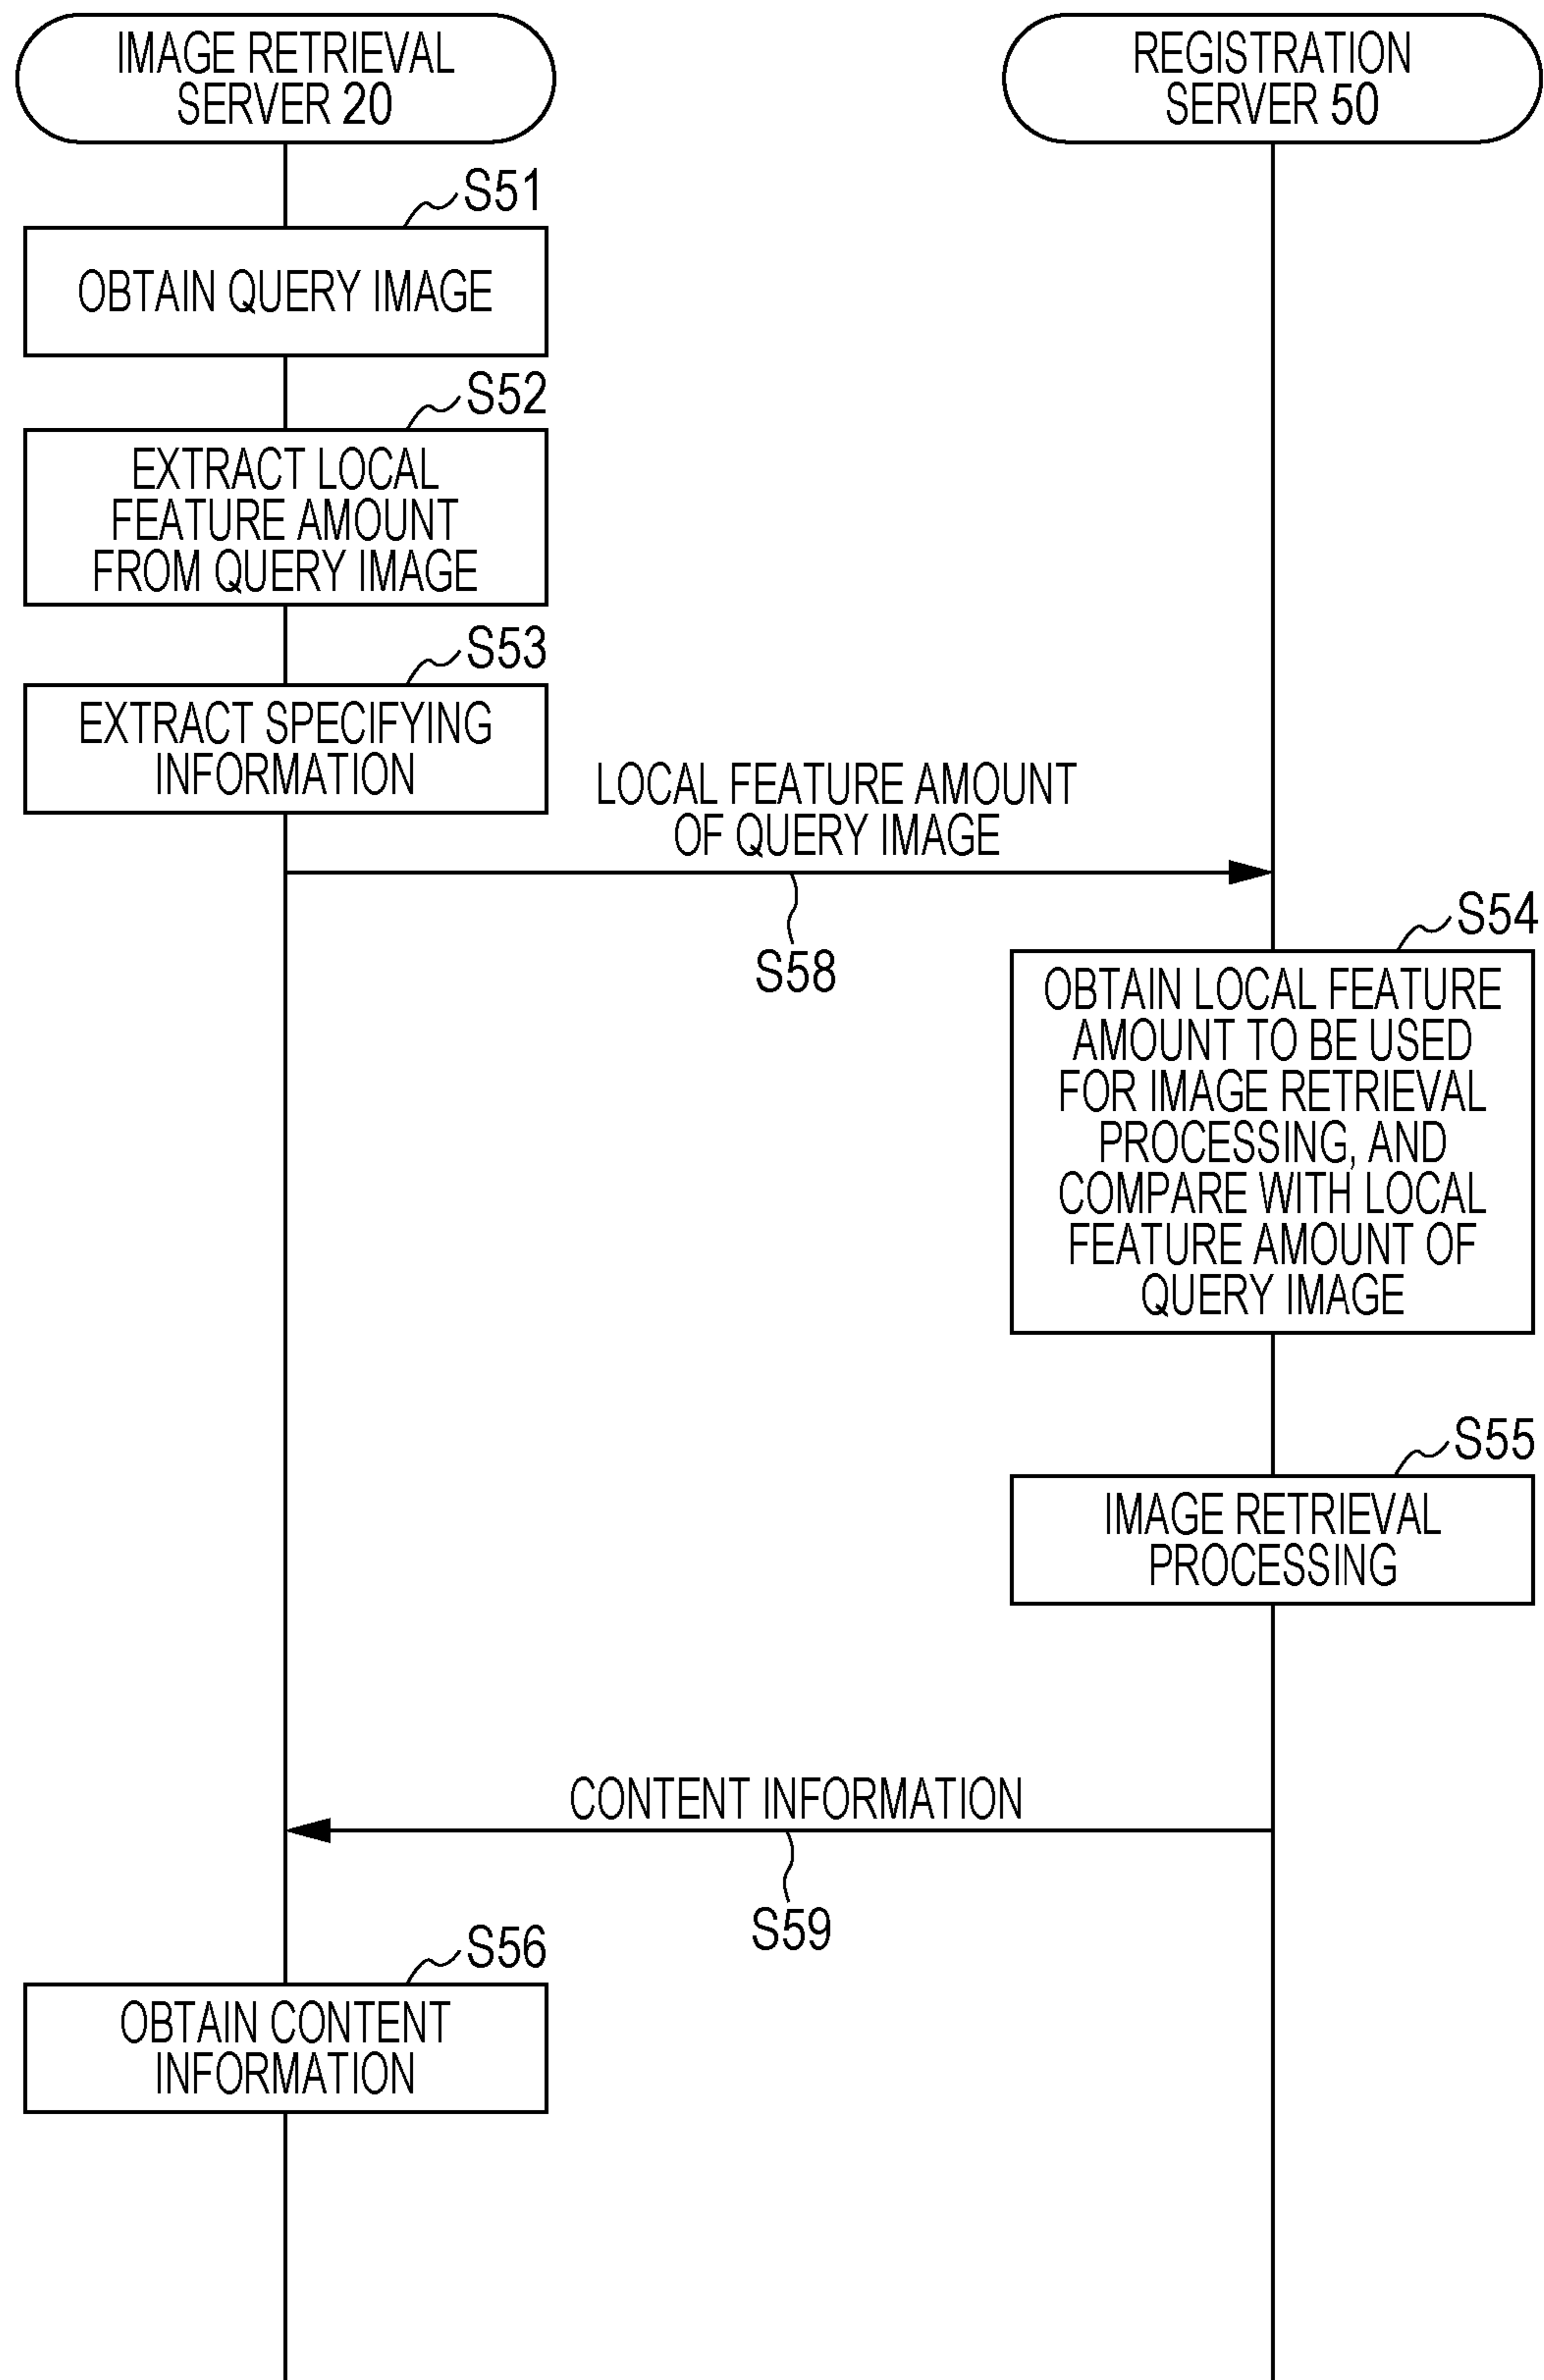 IMAGE RETRIEVAL
SERVER 20
REGISTRATION
SERVER 50
S51
OBTAIN QUERY IMAGE
S52
EXTRACT LOCAL
FEATURE AMOUNT
FROM QUERY IMAGE
S53
EXTRACT SPECIFYING
INFORMATION
LOCAL FEATURE AMOUNT
OF QUERY IMAGE
S58
S54
OBTAIN LOCAL FEATURE
AMOUNT TO BE USED
FOR IMAGE RETRIEVAL
PROCESSING, AND
COMPARE WITH LOCAL
FEATURE AMOUNT OF
QUERY IMAGE
S55
IMAGE RETRIEVAL
PROCESSING
CONTENT INFORMATION
S59
S56
OBTAIN CONTENT
INFORMATION